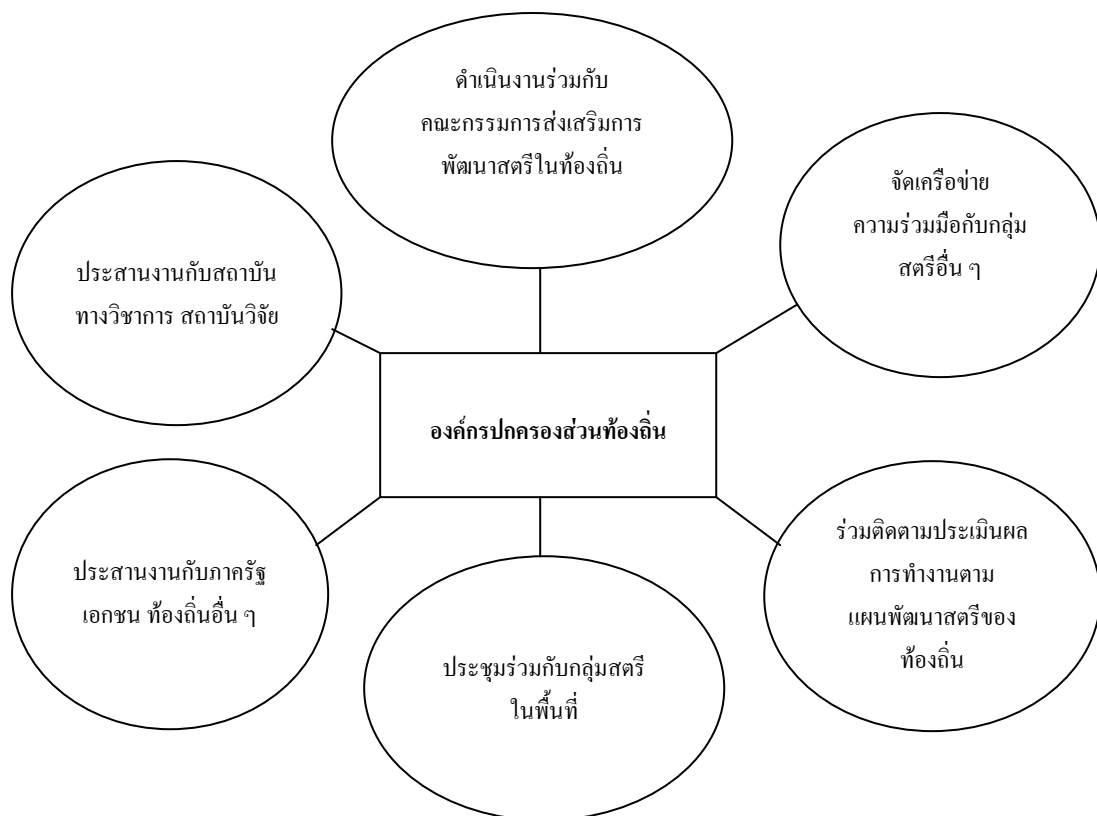 ดำเนินงานร่วมกับ
คณะกรรมการส่งเสริมการ
พัฒนาสตรีในท้องถิ่น
จัดเครือข่าย
ความร่วมมือกับกลุ่ม
สตรีอื่น ๆ
ประสานงานกับสถาบัน
ทางวิชาการ สถาบันวิจัย
องค์กรปกครองส่วนท้องถิ่น
ประสานงานกับภาครัฐ
เอกชน ท้องถิ่นอื่น ๆ
ร่วมติดตามประเมินผล
การทำงานตาม
แผนพัฒนาสตรีของ
ท้องถิ่น
ประชุมร่วมกับกลุ่มสตรี
ในพื้นที่